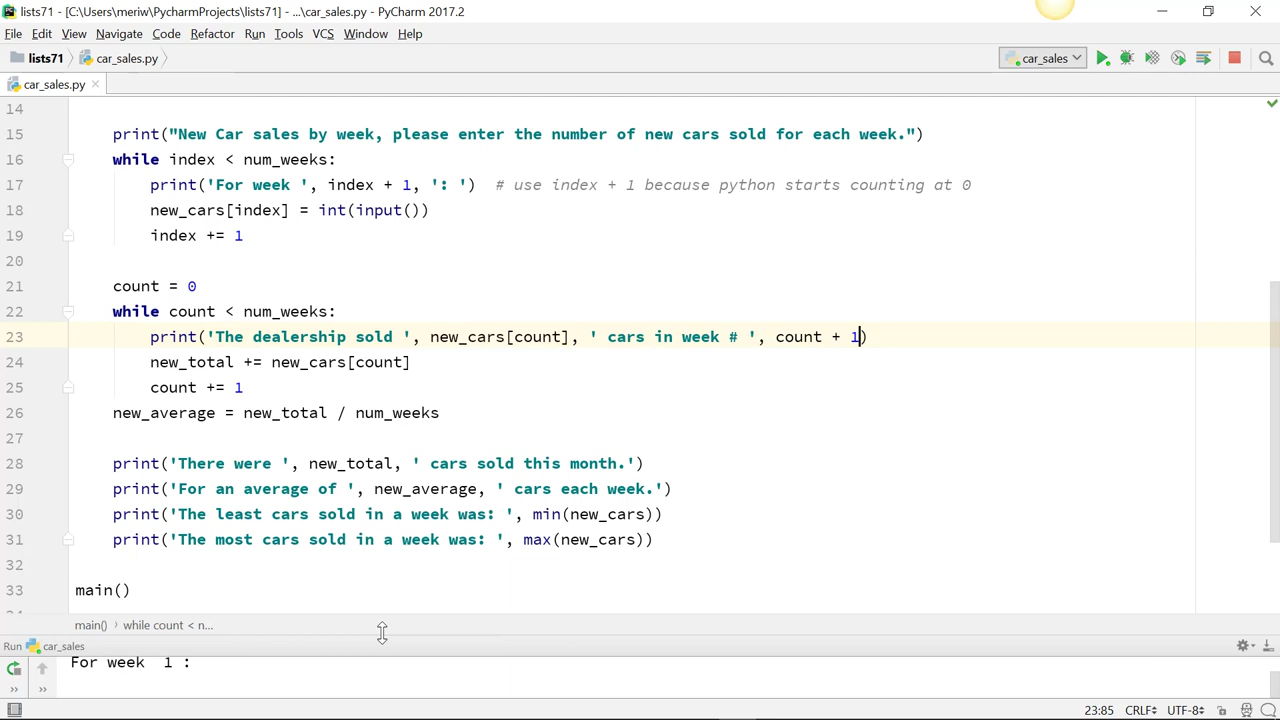 lists71 - [C:\Users\meriw\PycharmProjects\lists71] - ...\car_sales.py - PyCharm 2017.2
File Edit View Navigate Code Refactor Run Tools VCS Window Help
lists71 car_sales.py car_sales
car_sales.py
14
15 print("New Car sales by week, please enter the number of new cars sold for each week.")
16 while index < num_weeks:
17 print('For week ', index + 1, ': ')  # use index + 1 because python starts counting at 0
18 new_cars[index] = int(input())
19 index += 1
20
21 count = 0
22 while count < num_weeks:
23 print('The dealership sold ', new_cars[count], ' cars in week # ', count + 1)
24 new_total += new_cars[count]
25 count += 1
26 new_average = new_total / num_weeks
27
28 print('There were ', new_total, ' cars sold this month.')
29 print('For an average of ', new_average, ' cars each week.')
30 print('The least cars sold in a week was: ', min(new_cars))
31 print('The most cars sold in a week was: ', max(new_cars))
32
33 main()
main() › while count < n...
Run car_sales
For week  1 :
» »
23:85 CRLF UTF-8